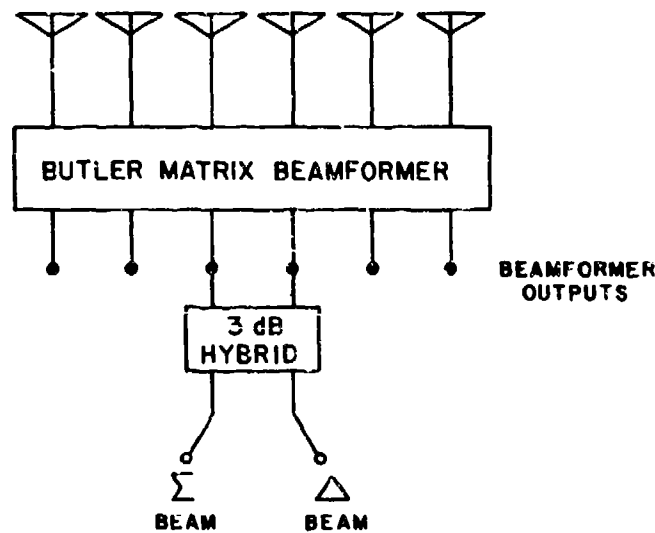 BUTLER MATRIX BEAMFORMER
BEAMFORMER
OUTPUTS
3 dB
HYBRID
Σ
BEAM
Δ
BEAM